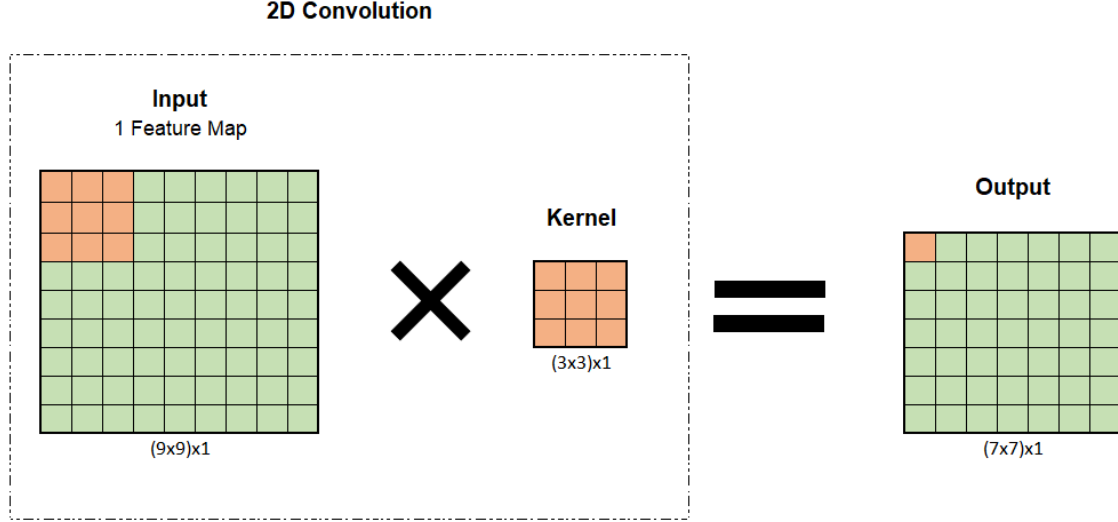 2D Convolution
Input
1 Feature Map
(9x9)x1
Kernel
(3x3)x1
Output
(7x7)x1